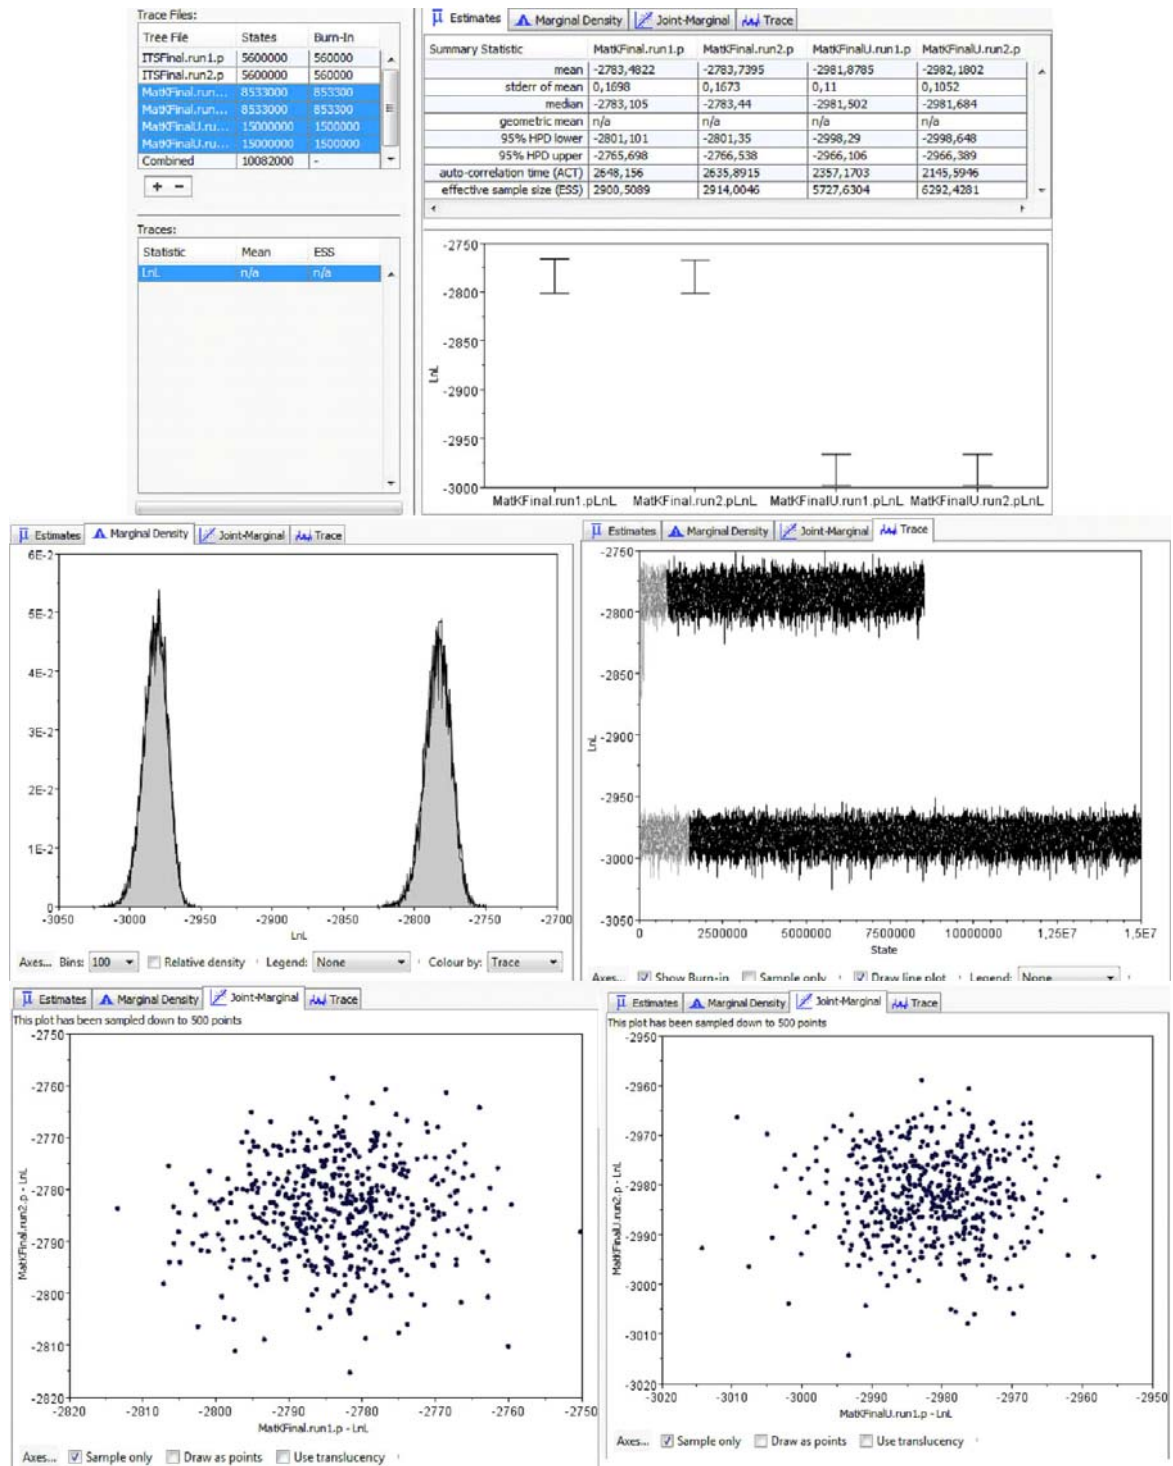 Trace Files:
Tree File States Burn-In
ITSFinal.run1.p 5600000 560000
ITSFinal.run2.p 5600000 560000
MatKFinal.run... 8533000 853300
MatKFinal.run... 8533000 853300
MatKFinalU.ru... 15000000 1500000
MatKFinalU.ru... 15000000 1500000
Combined 10082000 -
+ -
Traces:
Statistic Mean ESS
LnL n/a n/a
Estimates Marginal Density Joint-Marginal Trace
Summary Statistic MatKFinal.run1.p MatKFinal.run2.p MatKFinalU.run1.p MatKFinalU.run2.p
mean -2783,4822 -2783,7395 -2981,8785 -2982,1802
stderr of mean 0,1698 0,1673 0,11 0,1052
median -2783,105 -2783,44 -2981,502 -2981,684
geometric mean n/a n/a n/a n/a
95% HPD lower -2801,101 -2801,35 -2998,29 -2998,648
95% HPD upper -2765,698 -2766,538 -2966,106 -2966,389
auto-correlation time (ACT) 2648,156 2635,8915 2357,1703 2145,5946
effective sample size (ESS) 2900,5089 2914,0046 5727,6304 6292,4281
-2750
-2800
-2850
-2900
-2950
-3000
LnL
MatKFinal.run1.pLnL MatKFinal.run2.pLnL MatKFinalU.run1.pLnL MatKFinalU.run2.pLnL
Estimates Marginal Density Joint-Marginal Trace
6E-2
5E-2
4E-2
3E-2
2E-2
1E-2
0
-3050 -3000 -2950 -2900 -2850 -2800 -2750 -2700
LnL
Axes... Bins: 100 Relative density Legend: None Colour by: Trace
Estimates Marginal Density Joint-Marginal Trace
-2750
-2800
-2850
-2900
-2950
-3000
-3050
LnL
0 2500000 5000000 7500000 10000000 1,25E7 1,5E7
State
Axes... Show Burn-in Sample only Draw line plot Legend: None
Estimates Marginal Density Joint-Marginal Trace
This plot has been sampled down to 500 points
-2750
-2760
-2770
-2780
-2790
-2800
-2810
-2820
MatKFinal.run2.p - LnL
-2820 -2810 -2800 -2790 -2780 -2770 -2760 -2750
MatKFinal.run1.p - LnL
Axes... Sample only Draw as points Use translucency
Estimates Marginal Density Joint-Marginal Trace
This plot has been sampled down to 500 points
-2950
-2960
-2970
-2980
-2990
-3000
-3010
-3020
MatKFinalU.run2.p - LnL
-3020 -3010 -3000 -2990 -2980 -2970 -2960 -2950
MatKFinalU.run1.p - LnL
Axes... Sample only Draw as points Use translucency